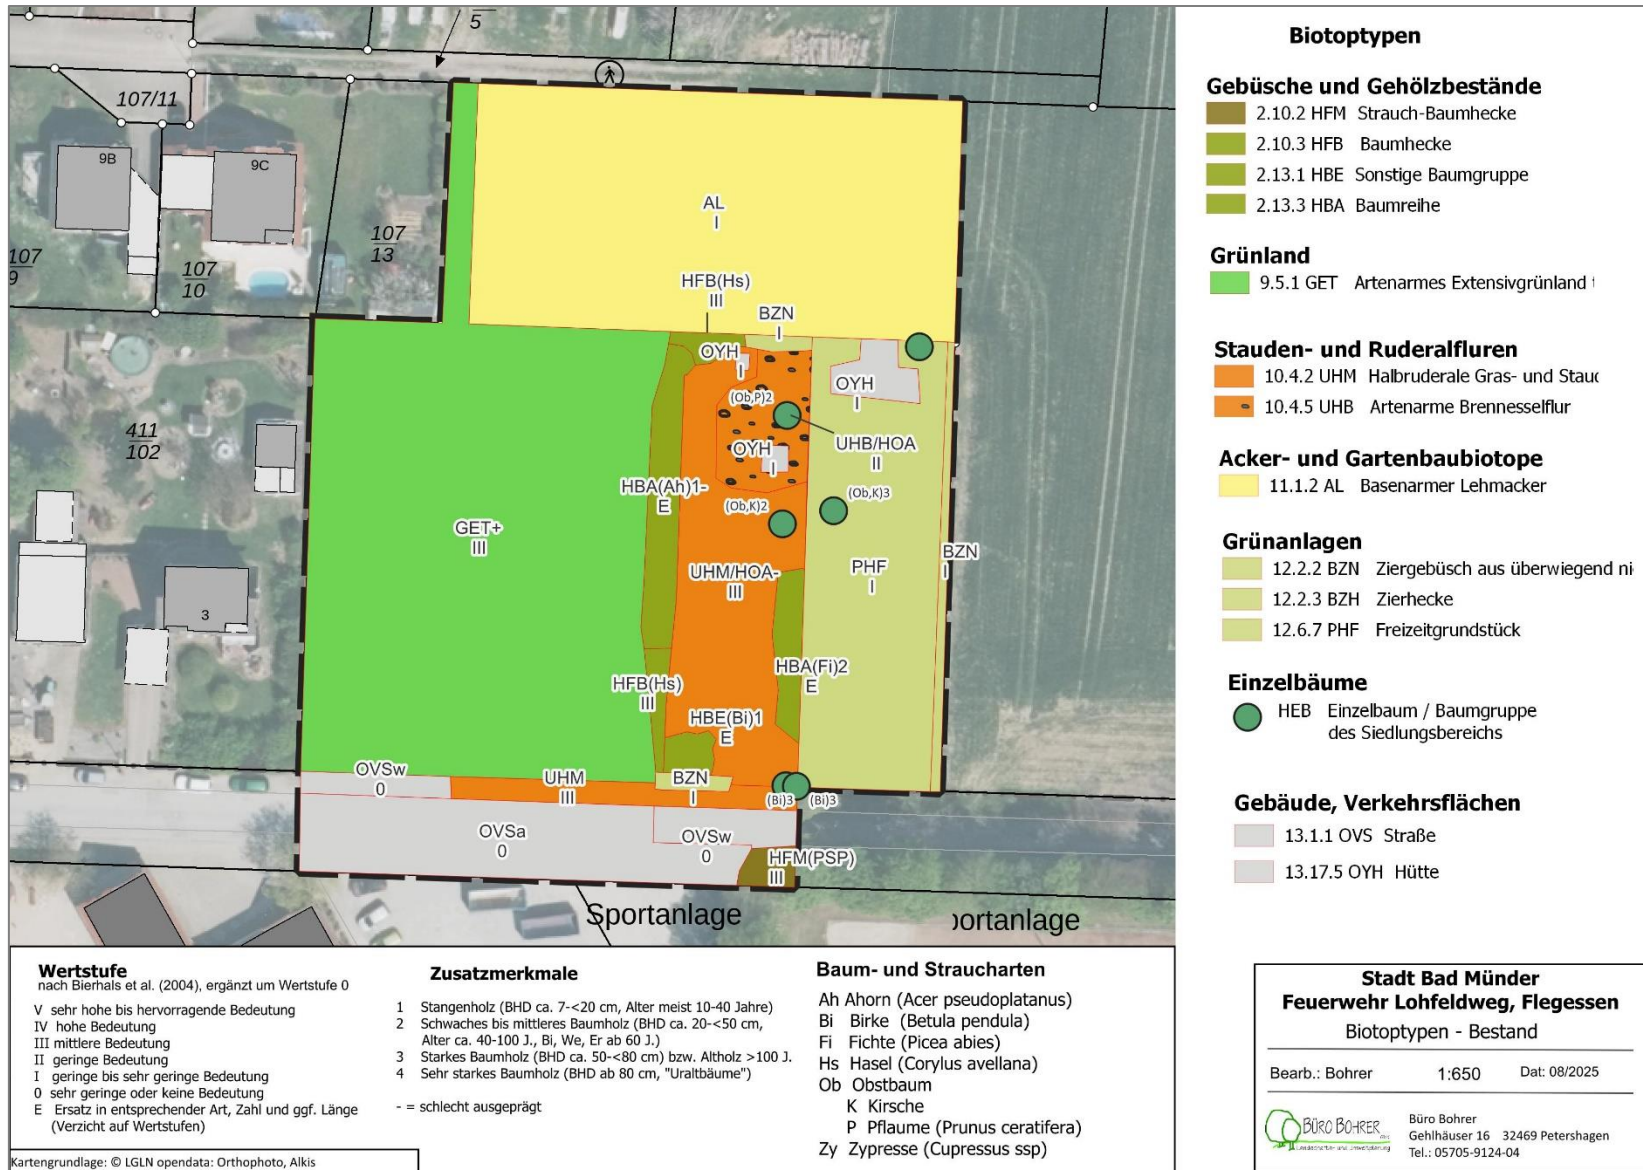 5
107/11
9B
9C
107
9
107
10
107
13
411
102
3
AL
I
HFB(Hs)
III
BZN
I
OYH
I
(Ob,P)2
OYH
I
OYH
I
UHB/HOA
II
HBA(Ah)1-
E
(Ob,K)2
(Ob,K)3
GET+
III
UHM/HOA-
III
PHF
I
BZN
I
HFB(Hs)
III
HBA(Fi)2
E
HBE(Bi)1
E
OVSw
0
UHM
III
BZN
I
(Bi)3
(Bi)3
OVSa
0
OVSw
0
HFM(PSP)
III
Sportanlage
portanlage
Biotoptypen
Gebüsche und Gehölzbestände
2.10.2 HFM Strauch-Baumhecke
2.10.3 HFB Baumhecke
2.13.1 HBE Sonstige Baumgruppe
2.13.3 HBA Baumreihe
Grünland
9.5.1 GET Artenarmes Extensivgrünland
Stauden- und Ruderalfluren
10.4.2 UHM Halbruderale Gras- und
10.4.5 UHB Artenarme Brennesselflur
Acker- und Gartenbaubiotope
11.1.2 AL Basenarmer Lehmacker
Grünanlagen
12.2.2 BZN Ziergebüsch aus überwiegend
12.2.3 BZH Zierhecke
12.6.7 PHF Freizeitgrundstück
Einzelbäume
HEB Einzelbaum / Baumgruppe
des Siedlungsbereichs
Gebäude, Verkehrsflächen
13.1.1 OVS Straße
13.17.5 OYH Hütte
Wertstufe
nach Bierhals et al. (2004), ergänzt um Wertstufe 0
V sehr hohe bis hervorragende Bedeutung
IV hohe Bedeutung
III mittlere Bedeutung
II geringe Bedeutung
I geringe bis sehr geringe Bedeutung
0 sehr geringe oder keine Bedeutung
E Ersatz in entsprechender Art, Zahl und ggf. Länge
(Verzicht auf Wertstufen)
Zusatzmerkmale
1 Stangenholz (BHD ca. 7-<20 cm, Alter meist 10-40 Jahre)
2 Schwaches bis mittleres Baumholz (BHD ca. 20-<50 cm,
Alter ca. 40-100 J., Bi, We, Er ab 60 J.)
3 Starkes Baumholz (BHD ca. 50-<80 cm) bzw. Altholz >100 J.
4 Sehr starkes Baumholz (BHD ab 80 cm, "Uraltbäume")
- = schlecht ausgeprägt
Baum- und Straucharten
Ah Ahorn (Acer pseudoplatanus)
Bi Birke (Betula pendula)
Fi Fichte (Picea abies)
Hs Hasel (Corylus avellana)
Ob Obstbaum
K Kirsche
P Pflaume (Prunus ceratifera)
Zy Zypresse (Cupressus ssp)
Kartengrundlage: © LGLN opendata: Orthophoto, Alkis
Stadt Bad Münder
Feuerwehr Lohfeldweg, Flegessen
Biotoptypen - Bestand
Bearb.: Bohrer 1:650 Dat: 08/2025
BÜRO BOHRER
Landschafts- und Umweltplanung
Büro Bohrer
Gehlhäuser 16 32469 Petershagen
Tel.: 05705-9124-04